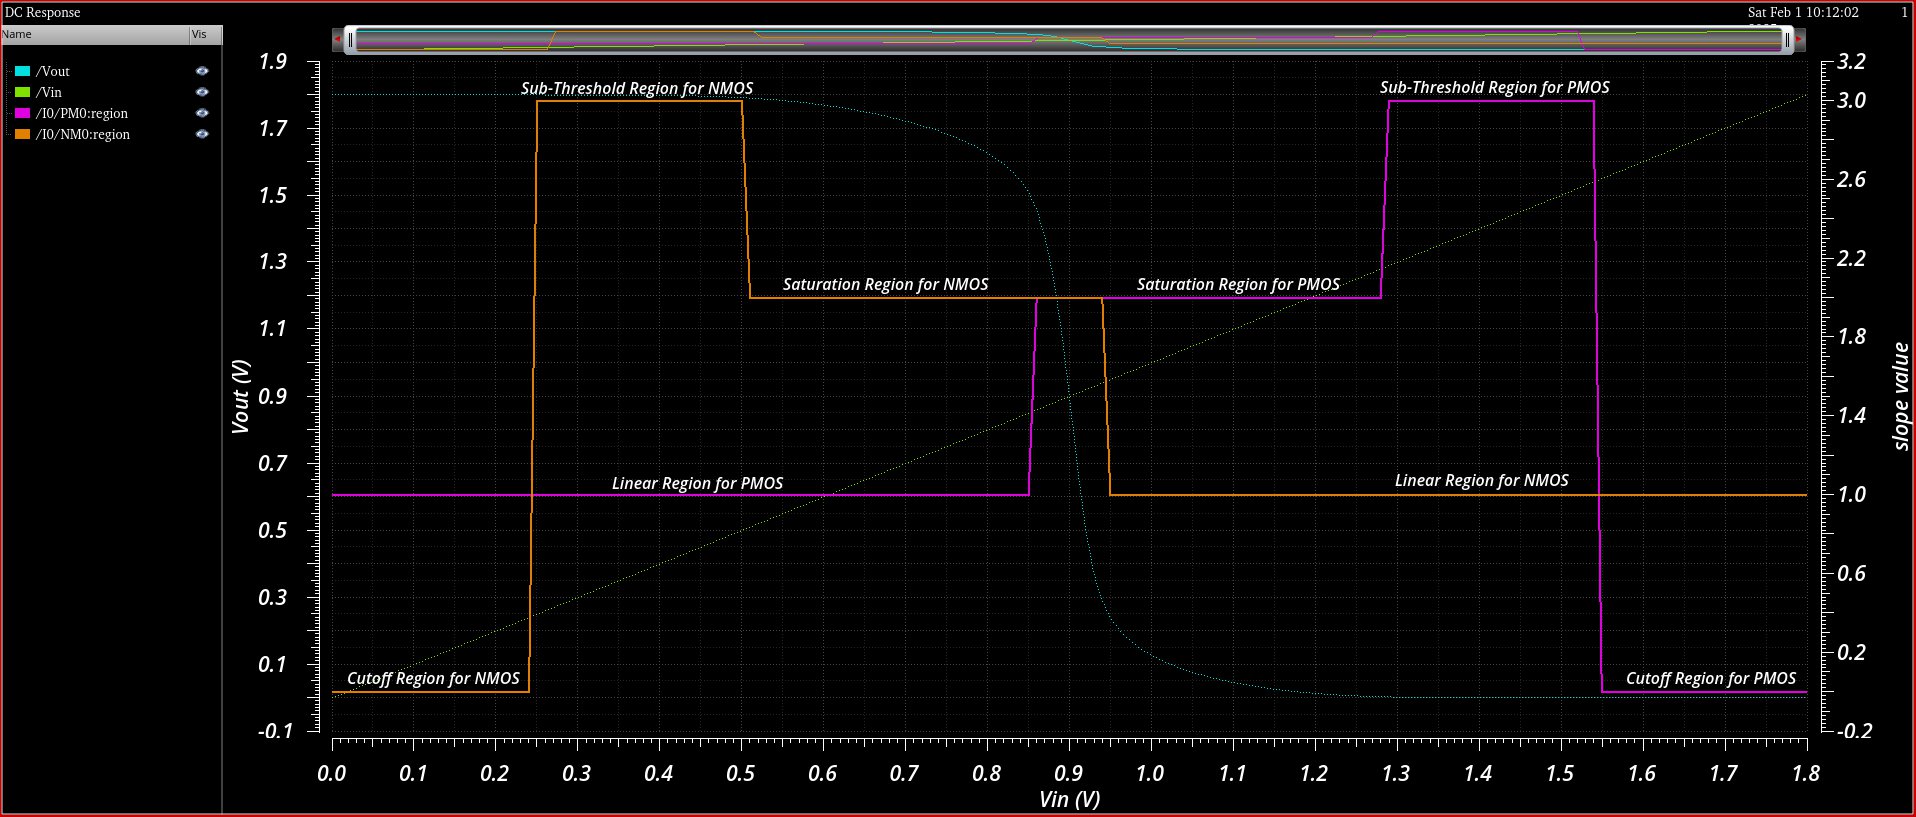 DC Response
Sat Feb 1 10:12:02 1
Name Vis
/Vout
/Vin
/I0/PM0:region
/I0/NM0:region
1.9
1.7
1.5
1.3
1.1
0.9
0.7
0.5
0.3
0.1
-0.1
Vout (V)
Sub-Threshold Region for NMOS
Sub-Threshold Region for PMOS
Saturation Region for NMOS
Saturation Region for PMOS
Linear Region for PMOS
Linear Region for NMOS
Cutoff Region for NMOS
Cutoff Region for PMOS
3.2
3.0
2.6
2.2
1.8
1.4
1.0
0.6
0.2
-0.2
slope value
0.0 0.1 0.2 0.3 0.4 0.5 0.6 0.7 0.8 0.9 1.0 1.1 1.2 1.3 1.4 1.5 1.6 1.7 1.8
Vin (V)